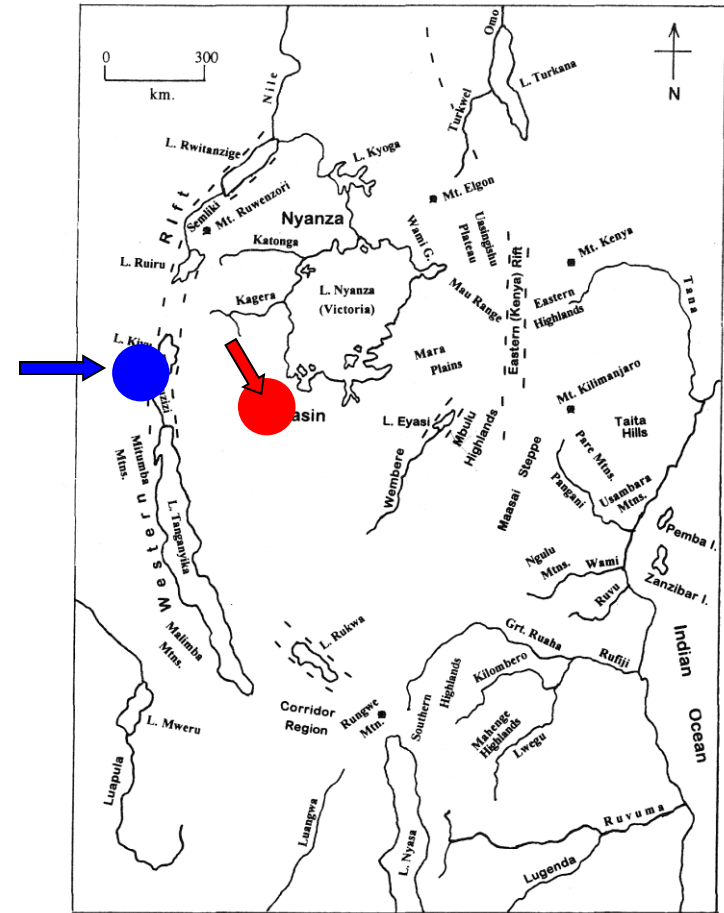 0 300
km.
N
Nile
Omo
L. Turkana
Turkwel
L. Rwitanzige
L. Kyoga
Mt. Elgon
Rift
Semliki
Mt. Ruwenzori
Nyanza
Wami G.
Uasingishu
Plateau
Eastern (Kenya) Rift
Mt. Kenya
Katonga
L. Ruiru
Kagera
L. Nyanza
(Victoria)
Mau Range
Eastern
Highlands
Tana
Mara
Plains
Mt. Kilimanjaro
L. Eyasi
Mbulu
Highlands
Taita
Hills
Pare Mtns.
Mitumba
Mtns.
Wembere
Maasai Steppe
Pangani
Usambara
Mtns.
Western
L. Tanganyika
Pemba I.
Ngulu
Mtns.
Wami
Zanzibar I.
Ruvu
Malimba
Mtns.
L. Rukwa
Grt. Ruaha
Rufiji
Indian
Ocean
Southern
Highlands
Kilombero
Corridor
Region
Rungwe
Mtn.
Mahenge
Highlands
Lwegu
L. Mweru
Luapula
Luangwa
L. Nyasa
Ruvuma
Lugenda